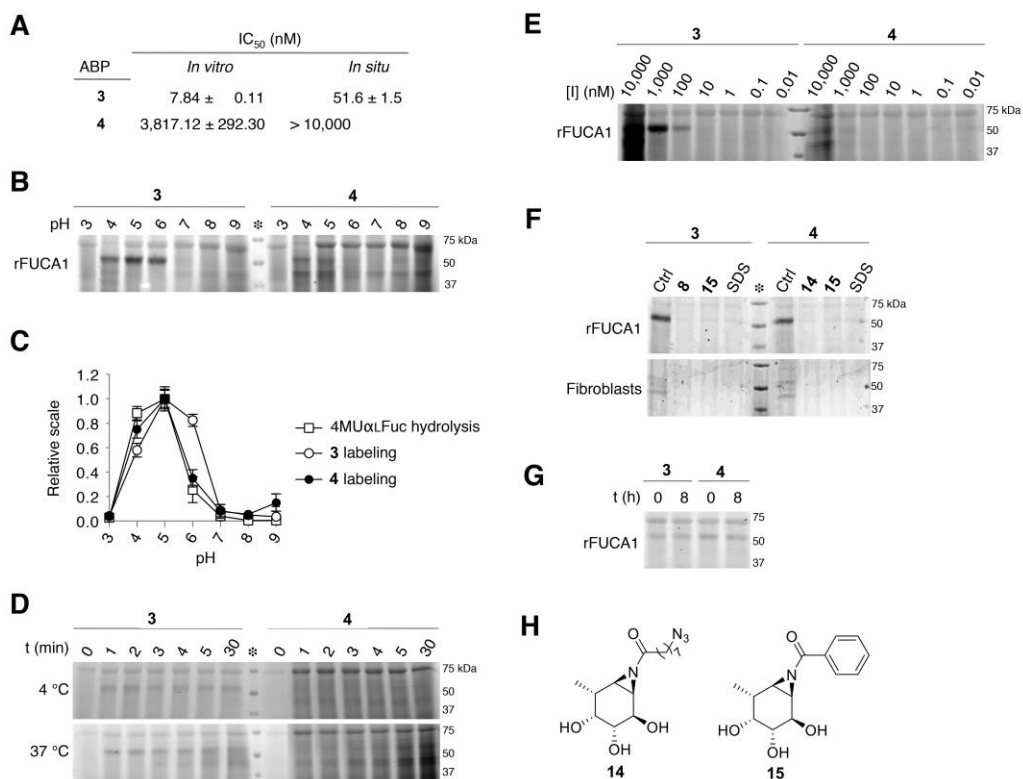 A
IC50 (nM)
ABP In vitro In situ
3 7.84 ± 0.11 51.6 ± 1.5
4 3,817.12 ± 292.30 > 10,000
B
3 4
pH 3 4 5 6 7 8 9 * 3 4 5 6 7 8 9
75 kDa
rFUCA1 50
37
C
1.2
1.0
0.8
0.6
0.4
0.2
0.0
Relative scale
3 4 5 6 7 8 9
pH
4MUαLFuc hydrolysis
3 labeling
4 labeling
D
3 4
t (min) 0 1 2 3 4 5 30 * 0 1 2 3 4 5 30
75 kDa
4 °C 50
37
75
37 °C 50
37
E
3 4
[I] (nM) 10,000 1,000 100 10 1 0.1 0.01 10,000 1,000 100 10 1 0.1 0.01
75 kDa
rFUCA1 50
37
F
3 4
Ctrl 8 15 SDS * Ctrl 14 15 SDS
75 kDa
rFUCA1 50
37
75
Fibroblasts 50
37
G
3 4
t (h) 0 8 0 8
75
rFUCA1 50
37
H
O N3
7
N
HO OH
OH
14
O
N
HO OH
OH
15